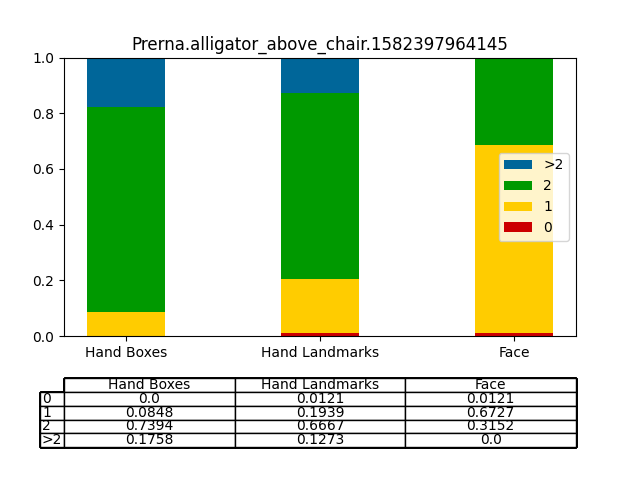 Prerna.alligator_above_chair.1582397964145
1.0
0.8
0.6
0.4
0.2
0.0
>2
2
1
0
Hand Boxes Hand Landmarks Face
Hand Boxes Hand Landmarks Face
0 0.0 0.0121 0.0121
1 0.0848 0.1939 0.6727
2 0.7394 0.6667 0.3152
>2 0.1758 0.1273 0.0